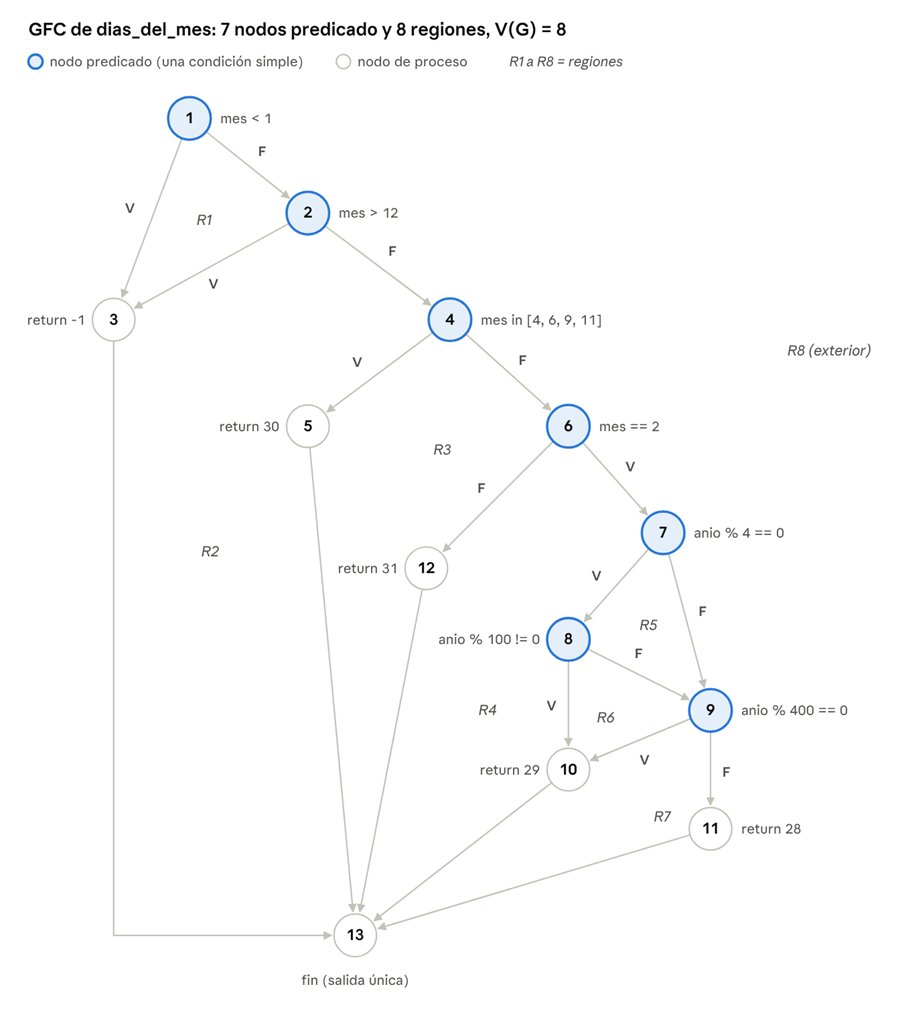 GFC de dias_del_mes: 7 nodos predicado y 8 regiones, V(G) = 8
nodo predicado (una condición simple)
nodo de proceso
R1 a R8 = regiones
1
mes < 1
F
V
R1
2
mes > 12
F
V
return -1
3
4
mes in [4, 6, 9, 11]
R8 (exterior)
V
F
return 30
5
6
mes == 2
R3
V
F
R2
7
anio % 4 == 0
return 31
12
V
F
R5
anio % 100 != 0
8
F
R4
V
R6
9
anio % 400 == 0
V
return 29
10
F
R7
11
return 28
13
fin (salida única)